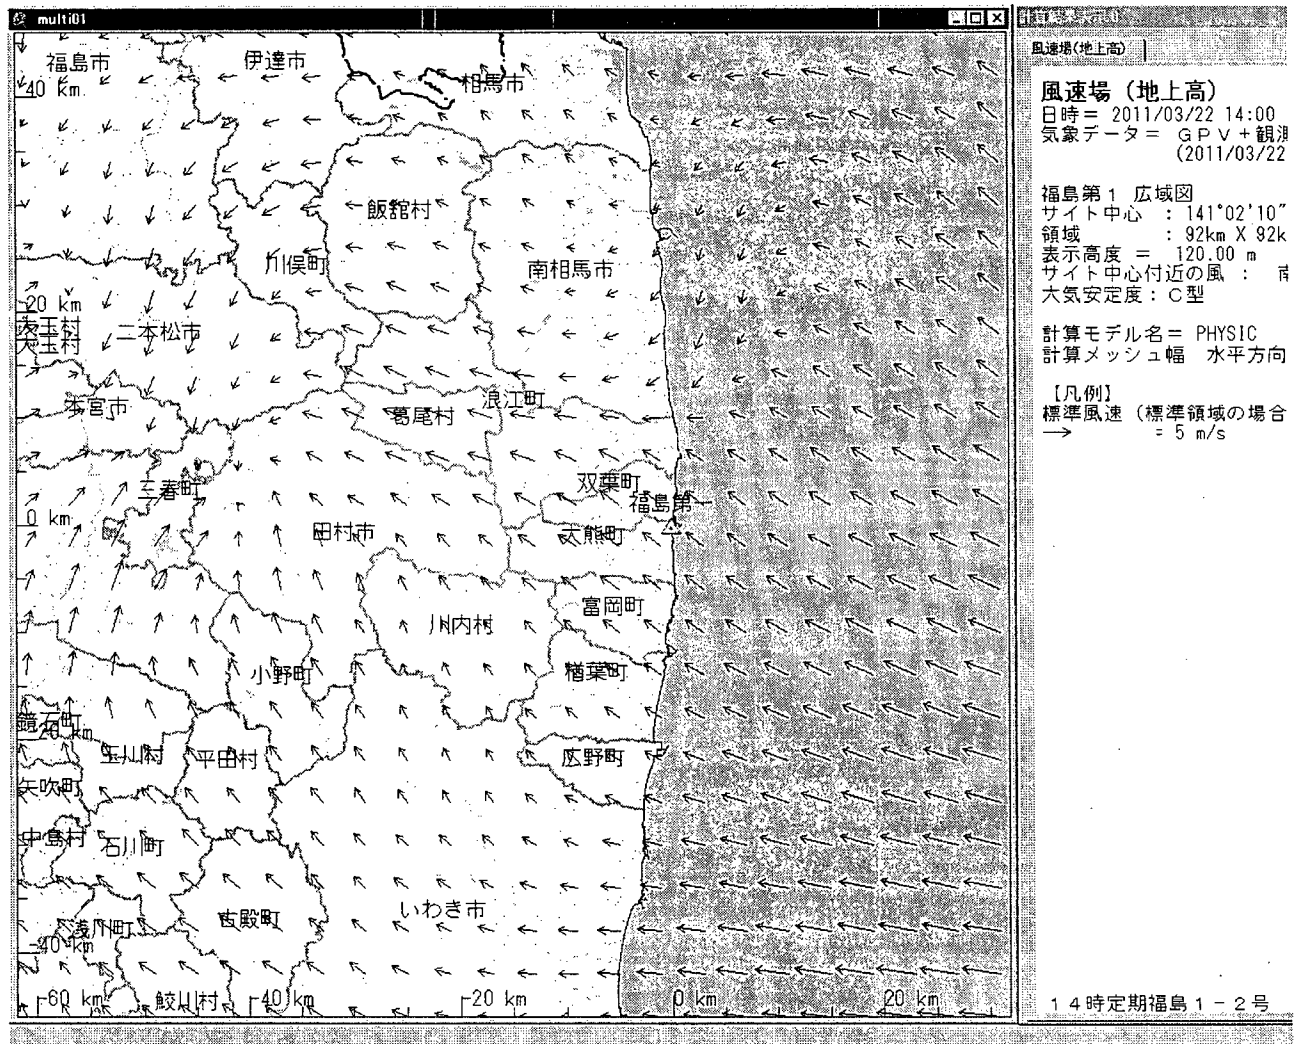 multi01
計算結果表示:0
風速場(地上高)
風速場（地上高）
日時＝ 2011/03/22 14:00
気象データ＝ ＧＰＶ＋観測
(2011/03/22
福島第１ 広域図
サイト中心 ：141°02'10"
領域 ：92km X 92k
表示高度 ＝ 120.00 m
サイト中心付近の風 ： 南
大気安定度：Ｃ型
計算モデル名＝ PHYSIC
計算メッシュ幅 水平方向
【凡例】
標準風速（標準領域の場合
→ ＝5 m/s
１４時定期福島１－２号
福島市
伊達市
相馬市
40 km
飯舘村
川俣町
南相馬市
20 km
大玉村
大玉村
二本松市
本宮市
葛尾村
浪江町
三春町
双葉町
福島第一
0 km
田村市
大熊町
富岡町
川内村
小野町
楢葉町
鏡石町
-20 km
玉川村
平田村
広野町
矢吹町
中島村
石川町
いわき市
古殿町
浅川町
-40 km
-60 km
鮫川村
-40 km
-20 km
0 km
20 km